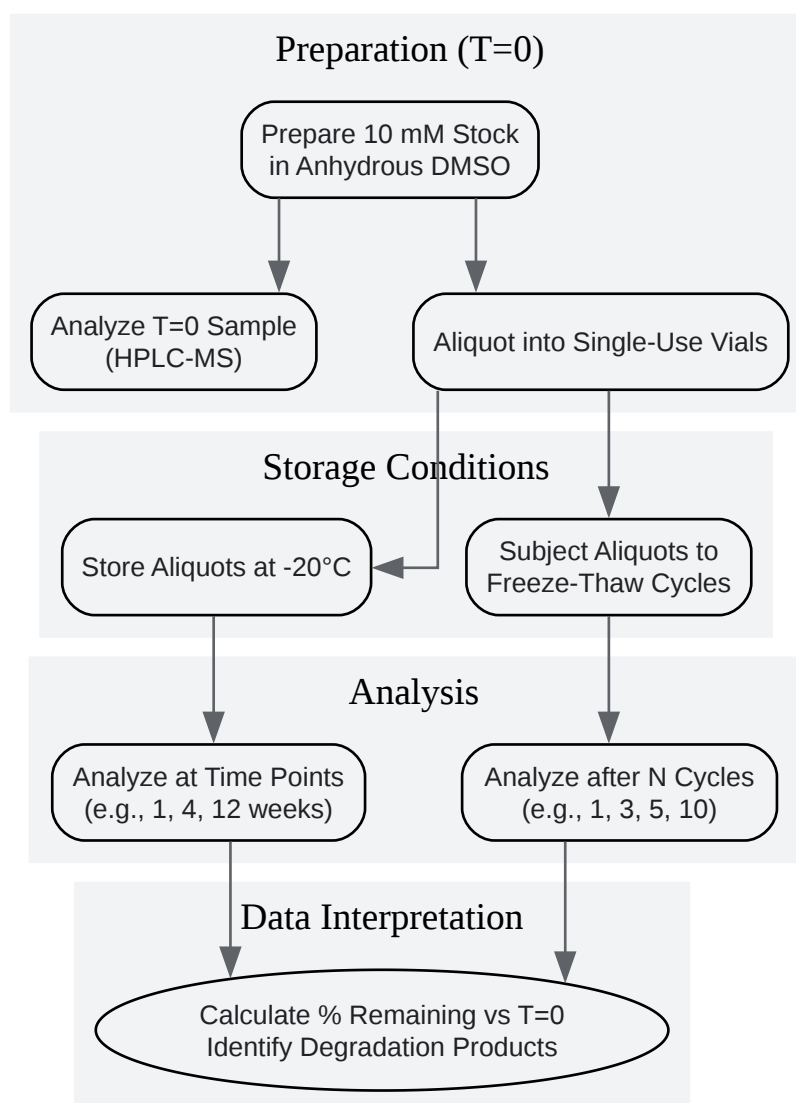 Preparation (T=0)
Prepare 10 mM Stock
in Anhydrous DMSO
Analyze T=0 Sample
(HPLC-MS)
Aliquot into Single-Use Vials
Storage Conditions
Store Aliquots at -20°C
Subject Aliquots to
Freeze-Thaw Cycles
Analysis
Analyze at Time Points
(e.g., 1, 4, 12 weeks)
Analyze after N Cycles
(e.g., 1, 3, 5, 10)
Data Interpretation
Calculate % Remaining vs T=0
Identify Degradation Products